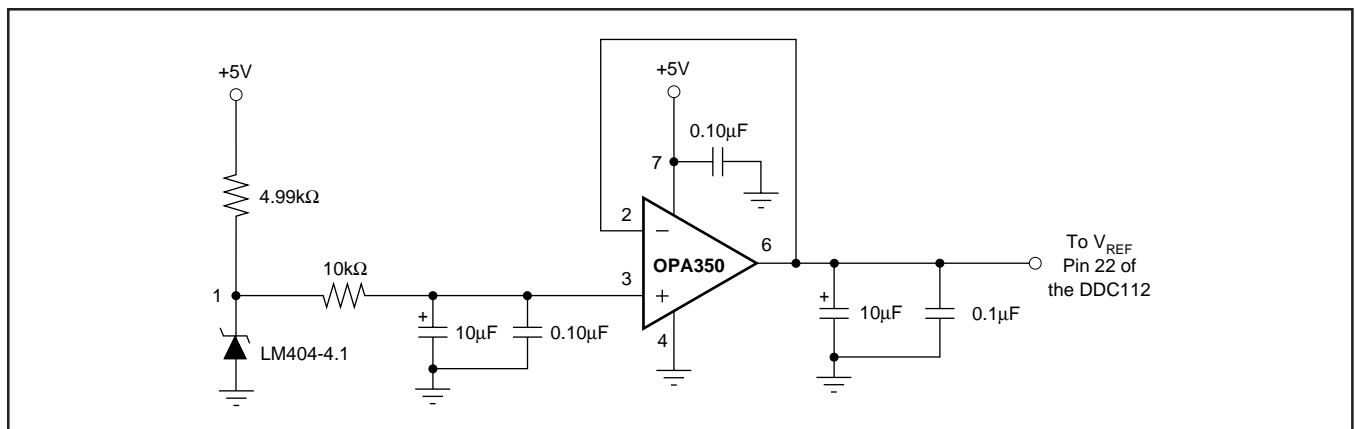 +5V
+5V
0.10µF
7
4.99kΩ
2
−
6
To VREF
Pin 22 of
the DDC112
OPA350
10kΩ
3
+
1
+
10µF
0.10µF
+
10µF
0.1µF
4
LM404-4.1